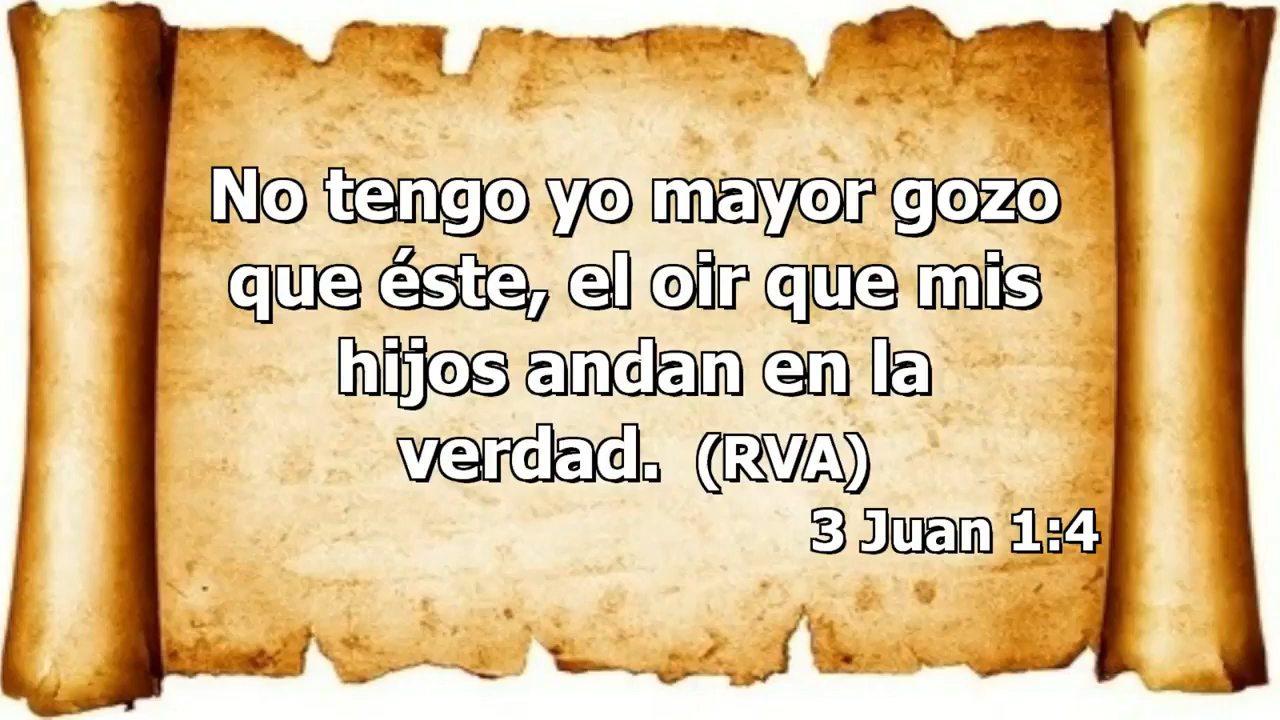 No tengo yo mayor gozo
que éste, el oir que mis
hijos andan en la
verdad. (RVA)
3 Juan 1:4